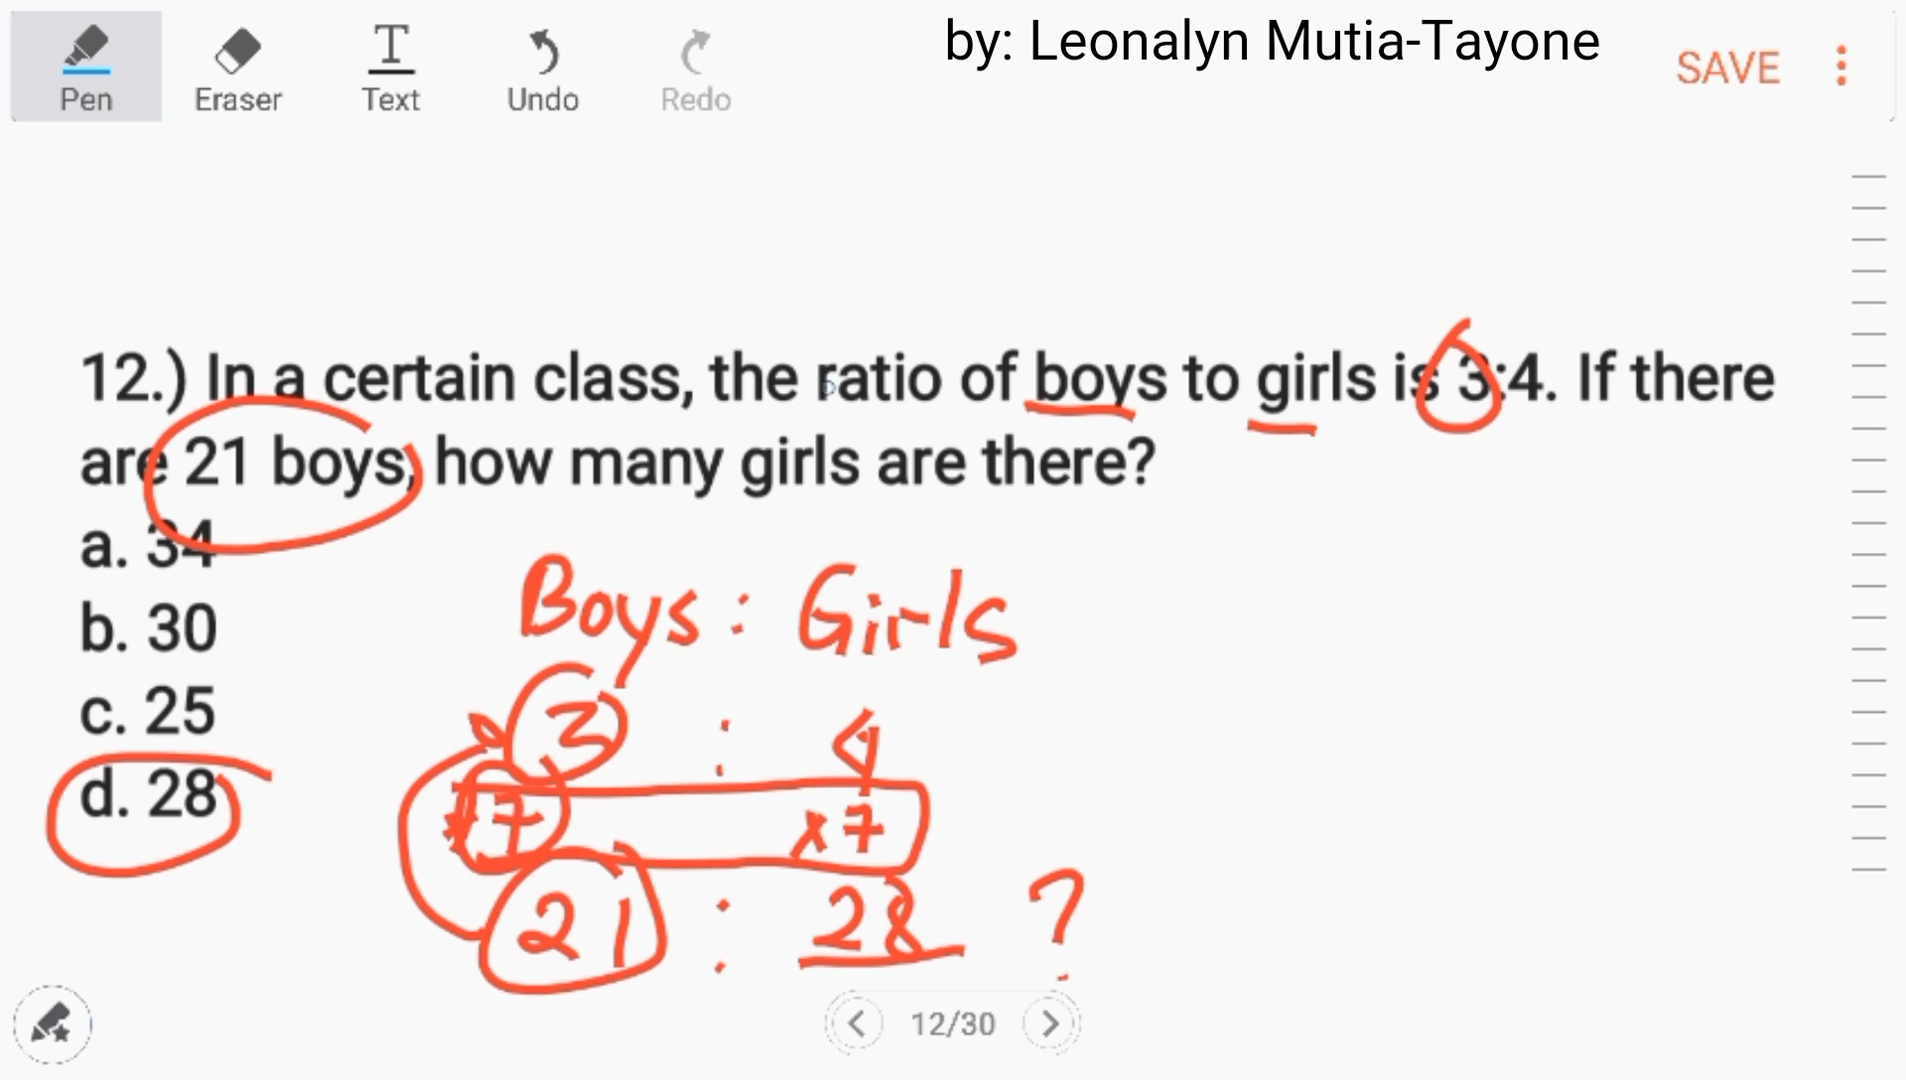 by: Leonalyn Mutia-Tayone
Pen Eraser Text Undo Redo SAVE
12.) In a certain class, the ratio of boys to girls is 3:4. If there
are 21 boys, how many girls are there?
a. 34
b. 30
c. 25
d. 28
Boys : Girls
3 : 4
x7 x7
21 : 28 ?
12/30